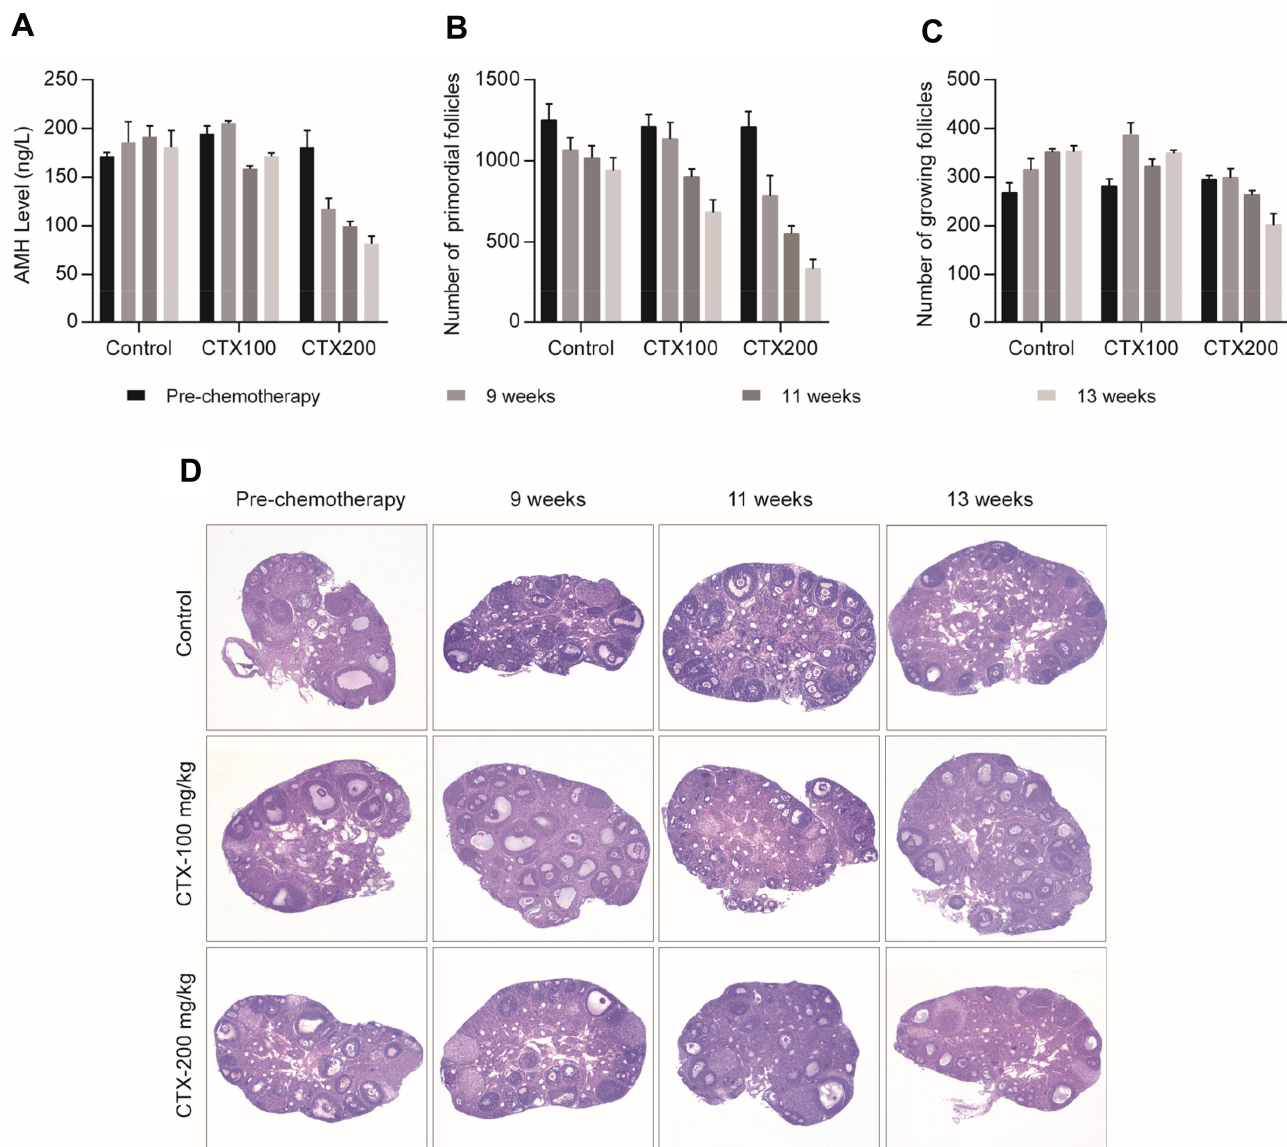 A
B
C
AMH Level (ng/L)
250
200
150
100
50
0
Control
CTX100
CTX200
Number of primordial follicles
1500
1000
500
0
Control
CTX100
CTX200
Number of growing follicles
500
400
300
200
100
0
Control
CTX100
CTX200
Pre-chemotherapy
9 weeks
11 weeks
13 weeks
D
Pre-chemotherapy
9 weeks
11 weeks
13 weeks
Control
CTX-100 mg/kg
CTX-200 mg/kg